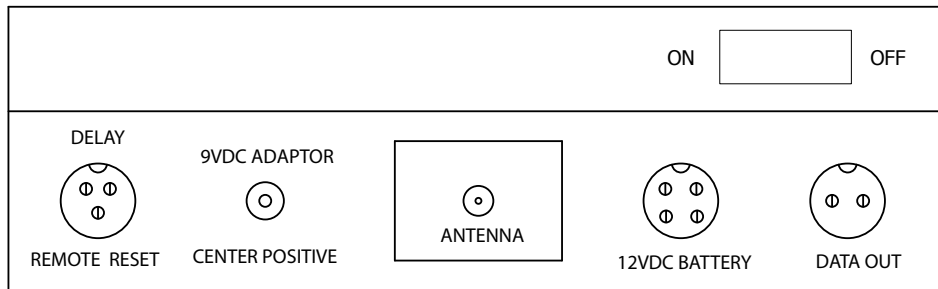 ON OFF
DELAY
9VDC ADAPTOR
ANTENNA
REMOTE RESET
CENTER POSITIVE
12VDC BATTERY
DATA OUT